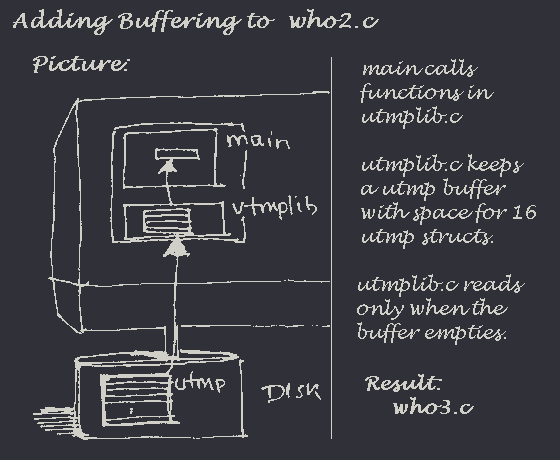 Adding Buffering to who2.c
Picture:
main
utmplib
utmp
DISK
main calls
functions in
utmplib.c
utmplib.c keeps
a utmp buffer
with space for 16
utmp structs.
utmplib.c reads
only when the
buffer empties.
Result:
who3.c